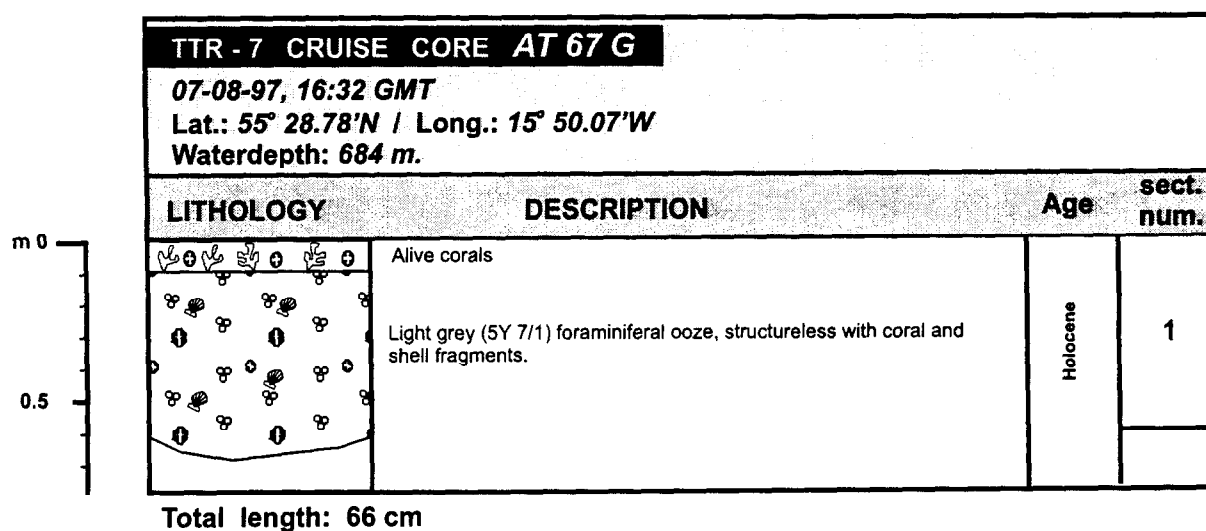 TTR - 7 CRUISE CORE AT 67 G
07-08-97, 16:32 GMT
Lat.: 55° 28.78'N / Long.: 15° 50.07'W
Waterdepth: 684 m.
LITHOLOGY DESCRIPTION Age sect. num.
m 0
Alive corals
Light grey (5Y 7/1) foraminiferal ooze, structureless with coral and
shell fragments.
Holocene
1
0.5
Total length: 66 cm